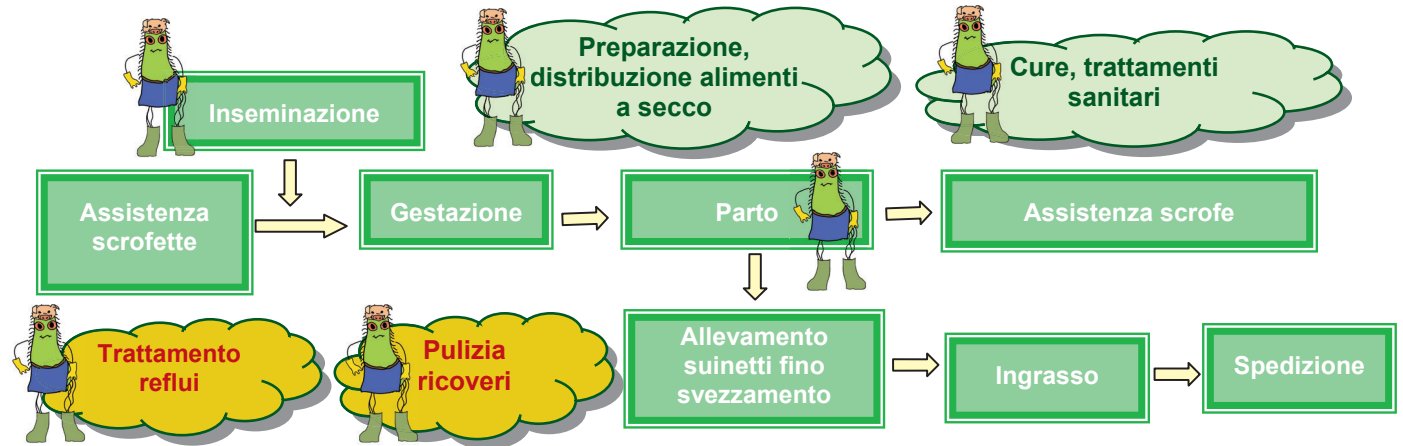 Preparazione,
distribuzione alimenti
a secco
Cure, trattamenti
sanitari
Inseminazione
Assistenza
scrofette
Gestazione
Parto
Assistenza scrofe
Trattamento
reflui
Pulizia
ricoveri
Allevamento
suinetti fino
svezzamento
Ingrasso
Spedizione